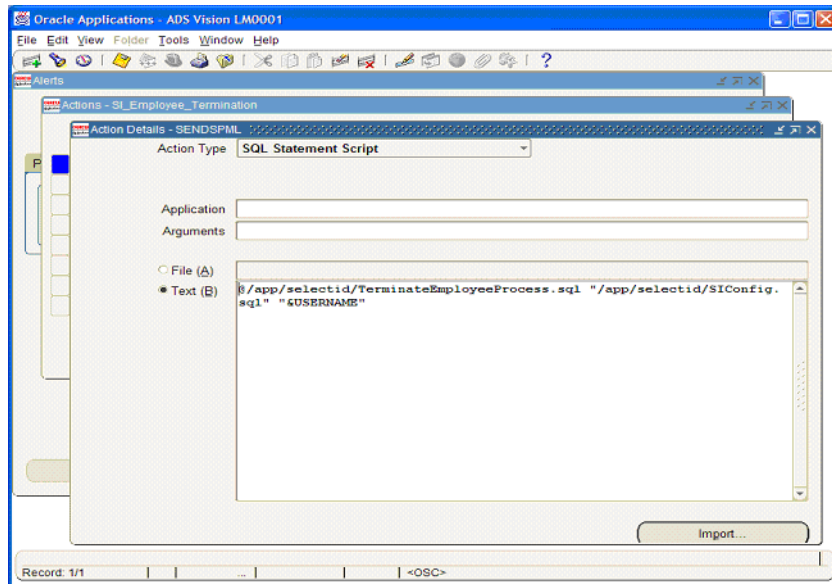 Oracle Applications - ADS Vision LM0001
File Edit View Folder Tools Window Help
Alerts
Actions - SI_Employee_Termination
Action Details - SENDSPML
Action Type SQL Statement Script
P
Application
Arguments
File (A)
Text (B) @/app/selectid/TerminateEmployeeProcess.sql "/app/selectid/SIConfig.
sql" "&USERNAME"
Import...
Record: 1/1 ... <OSC>